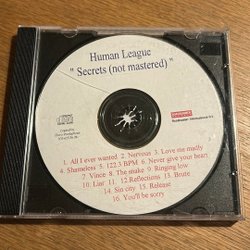 Human League
" Secrets (not mastered) "
1. All I ever wanted 2. Nervous 3. Love me madly
4. Shameless 5. 122.3 BPM 6. Never give your heart
7. Vince 8. The snake 9. Ringing low
10. Liar 11. 12. Reflections 13. Brute
14. Sin city 15. Release
16. You'll be sorry